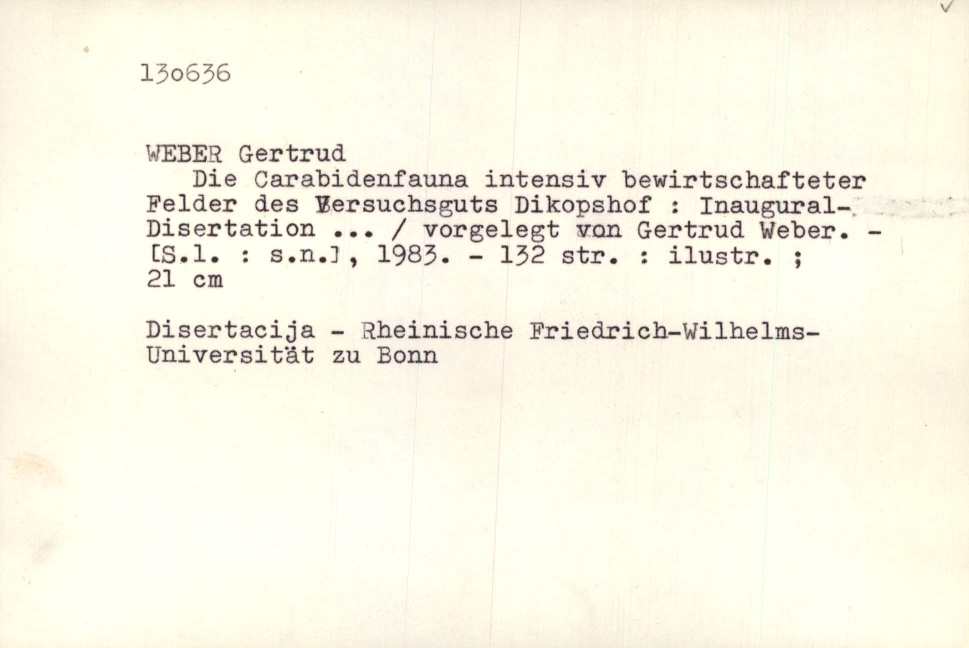 13o636
WEBER Gertrud
Die Carabidenfauna intensiv bewirtschafteter
Felder des Versuchsguts Dikopshof : Inaugural-
Disertation ... / vorgelegt von Gertrud Weber. -
[S.l. : s.n.], 1983. - 132 str. : ilustr. ;
21 cm
Disertacija - Rheinische Friedrich-Wilhelms-
Universität zu Bonn